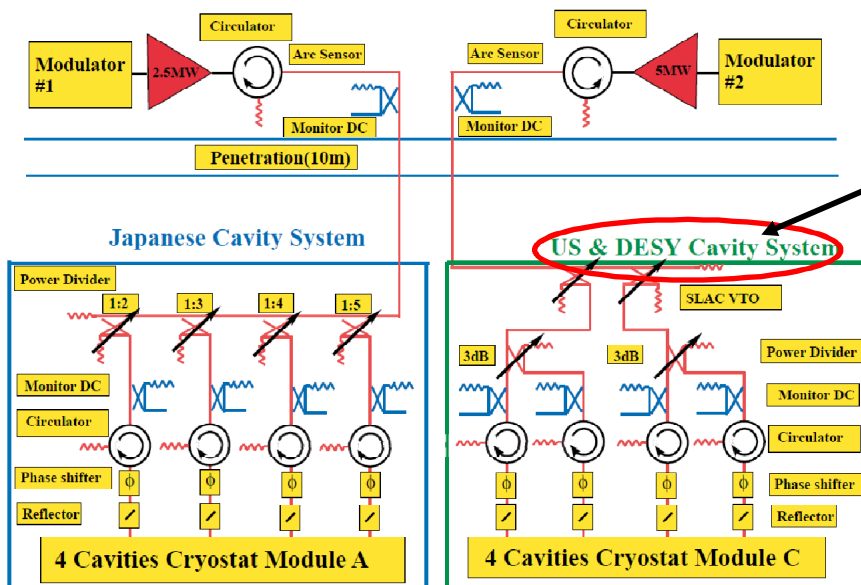 Circulator
Circulator
Modulator
#1
2.5MW
Arc Sensor
Arc Sensor
5MW
Modulator
#2
Monitor DC
Monitor DC
Penetration(10m)
Japanese Cavity System
US & DESY Cavity System
Power Divider
1:2
1:3
1:4
1:5
SLAC VTO
3dB
3dB
Power Divider
Monitor DC
Monitor DC
Circulator
Circulator
Phase shifter
ϕ
ϕ
ϕ
ϕ
ϕ
ϕ
ϕ
ϕ
Phase shifter
Reflector
Reflector
4 Cavities Cryostat Module A
4 Cavities Cryostat Module C